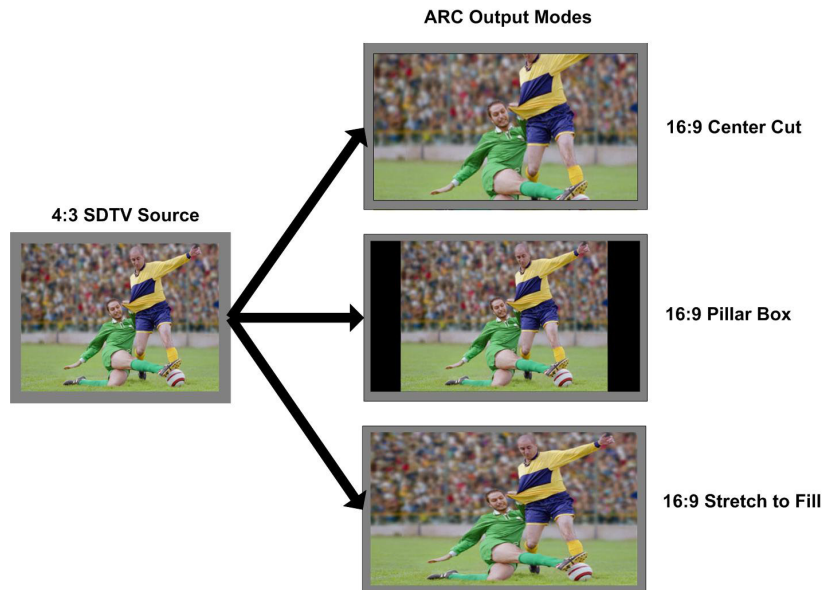 ARC Output Modes
16:9 Center Cut
4:3 SDTV Source
16:9 Pillar Box
16:9 Stretch to Fill